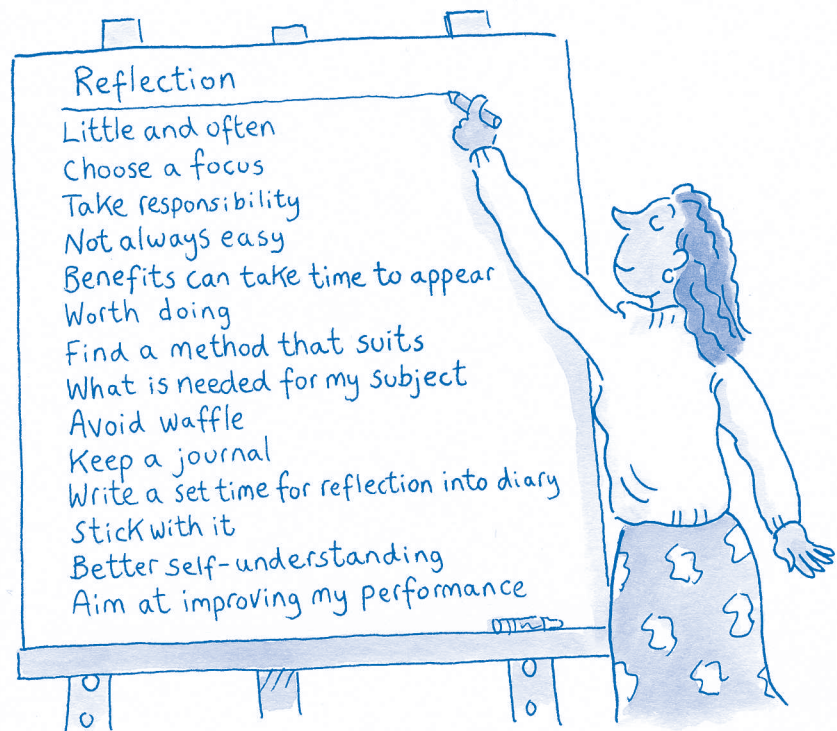 Reflection
Little and often
Choose a focus
Take responsibility
Not always easy
Benefits can take time to appear
Worth doing
Find a method that suits
What is needed for my subject
Avoid waffle
Keep a journal
Write a set time for reflection into diary
Stick with it
Better self-understanding
Aim at improving my performance